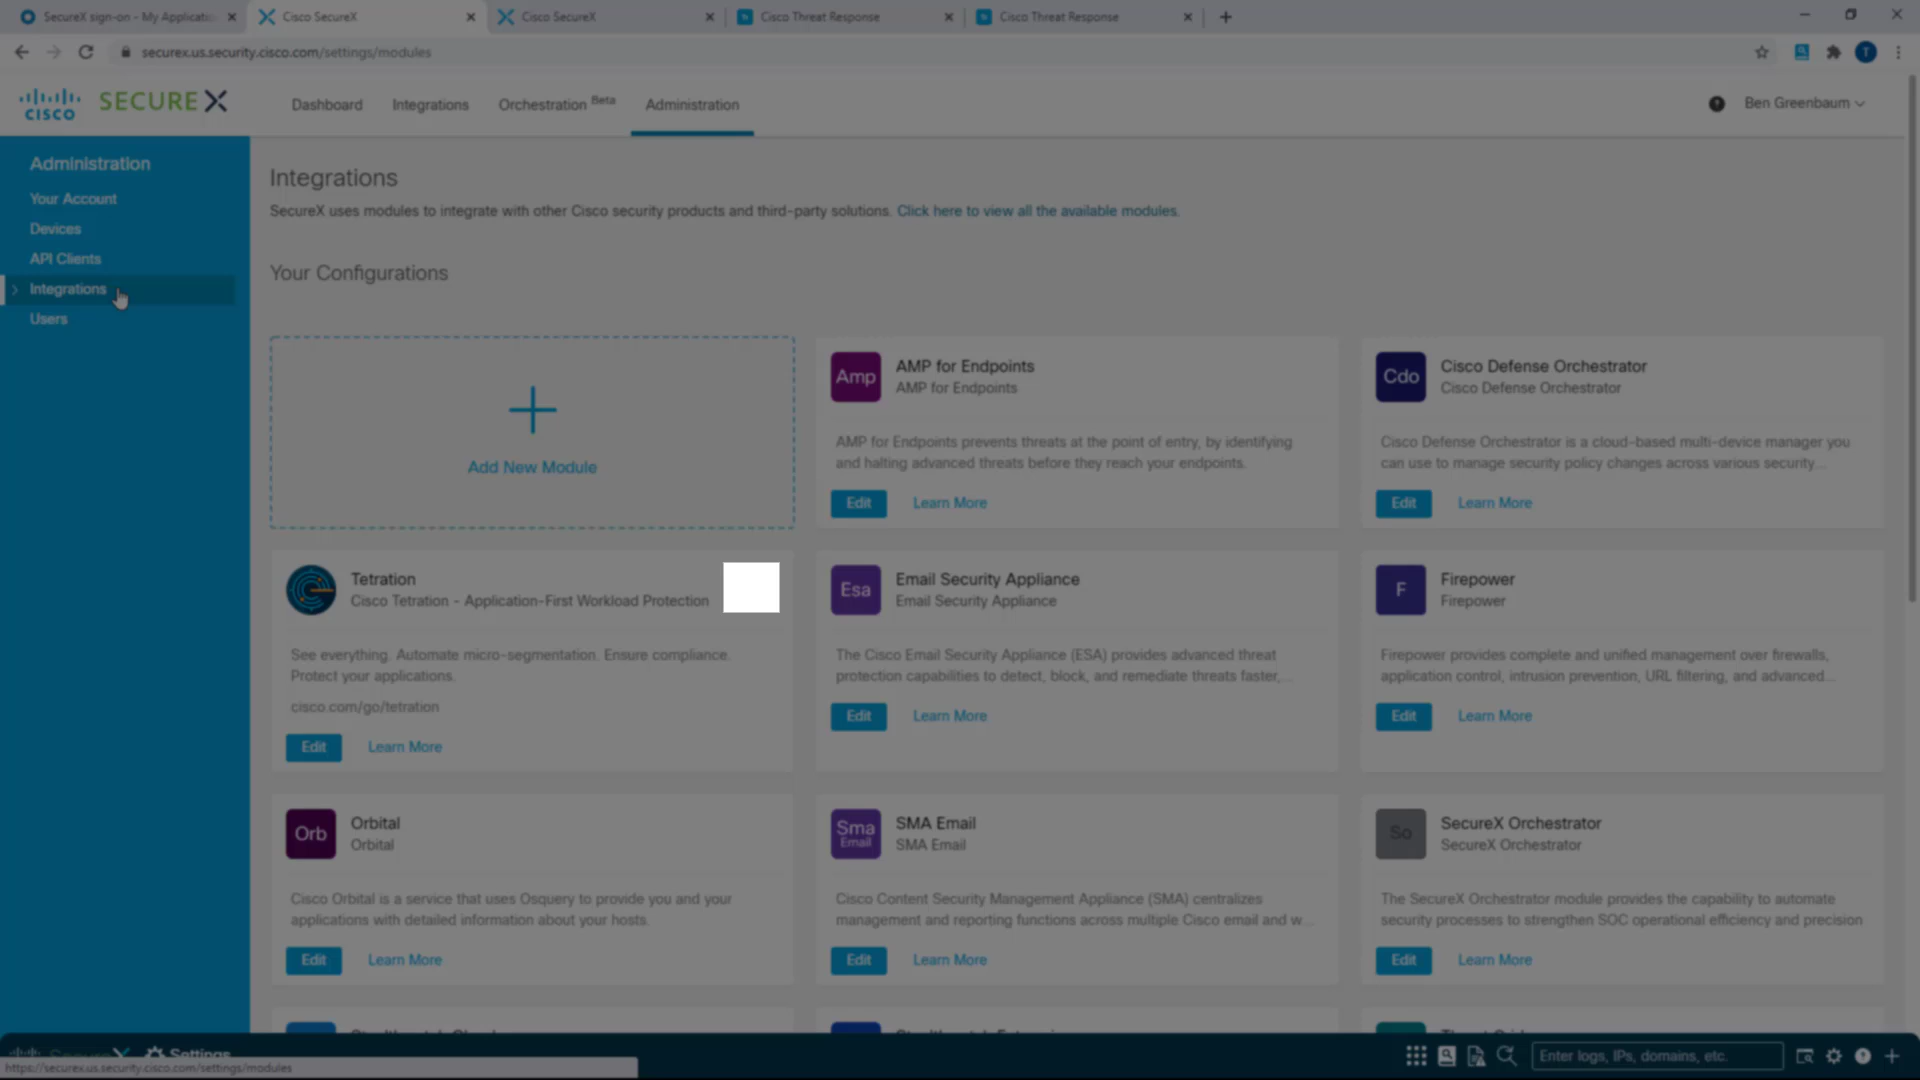 SecureX sign-on - My Applicatio
Cisco SecureX
Cisco SecureX
Cisco Threat Response
Cisco Threat Response
securex.us.security.cisco.com/settings/modules
T
CISCO
SECUREX
Dashboard
Integrations
Orchestration Beta
Administration
?
Ben Greenbaum
Administration
Your Account
Devices
API Clients
Integrations
Users
Integrations
SecureX uses modules to integrate with other Cisco security products and third-party solutions. Click here to view all the available modules.
Your Configurations
Add New Module
Amp
AMP for Endpoints
AMP for Endpoints
AMP for Endpoints prevents threats at the point of entry, by identifying
and halting advanced threats before they reach your endpoints.
Edit
Learn More
Cdo
Cisco Defense Orchestrator
Cisco Defense Orchestrator
Cisco Defense Orchestrator is a cloud-based multi-device manager you
can use to manage security policy changes across various security...
Edit
Learn More
Tetration
Cisco Tetration - Application-First Workload Protection
See everything. Automate micro-segmentation. Ensure compliance.
Protect your applications.
cisco.com/go/tetration
Edit
Learn More
Esa
Email Security Appliance
Email Security Appliance
The Cisco Email Security Appliance (ESA) provides advanced threat
protection capabilities to detect, block, and remediate threats faster,...
Edit
Learn More
F
Firepower
Firepower
Firepower provides complete and unified management over firewalls,
application control, intrusion prevention, URL filtering, and advanced...
Edit
Learn More
Orb
Orbital
Orbital
Cisco Orbital is a service that uses Osquery to provide you and your
applications with detailed information about your hosts.
Edit
Learn More
Sma
Email
SMA Email
SMA Email
Cisco Content Security Management Appliance (SMA) centralizes
management and reporting functions across multiple Cisco email and w...
Edit
Learn More
So
SecureX Orchestrator
SecureX Orchestrator
The SecureX Orchestrator module provides the capability to automate
security processes to strengthen SOC operational efficiency and precision
Edit
Learn More
SecureX
Settings
https://securex.us.security.cisco.com/settings/modules
Enter logs, IPs, domains, etc.
?